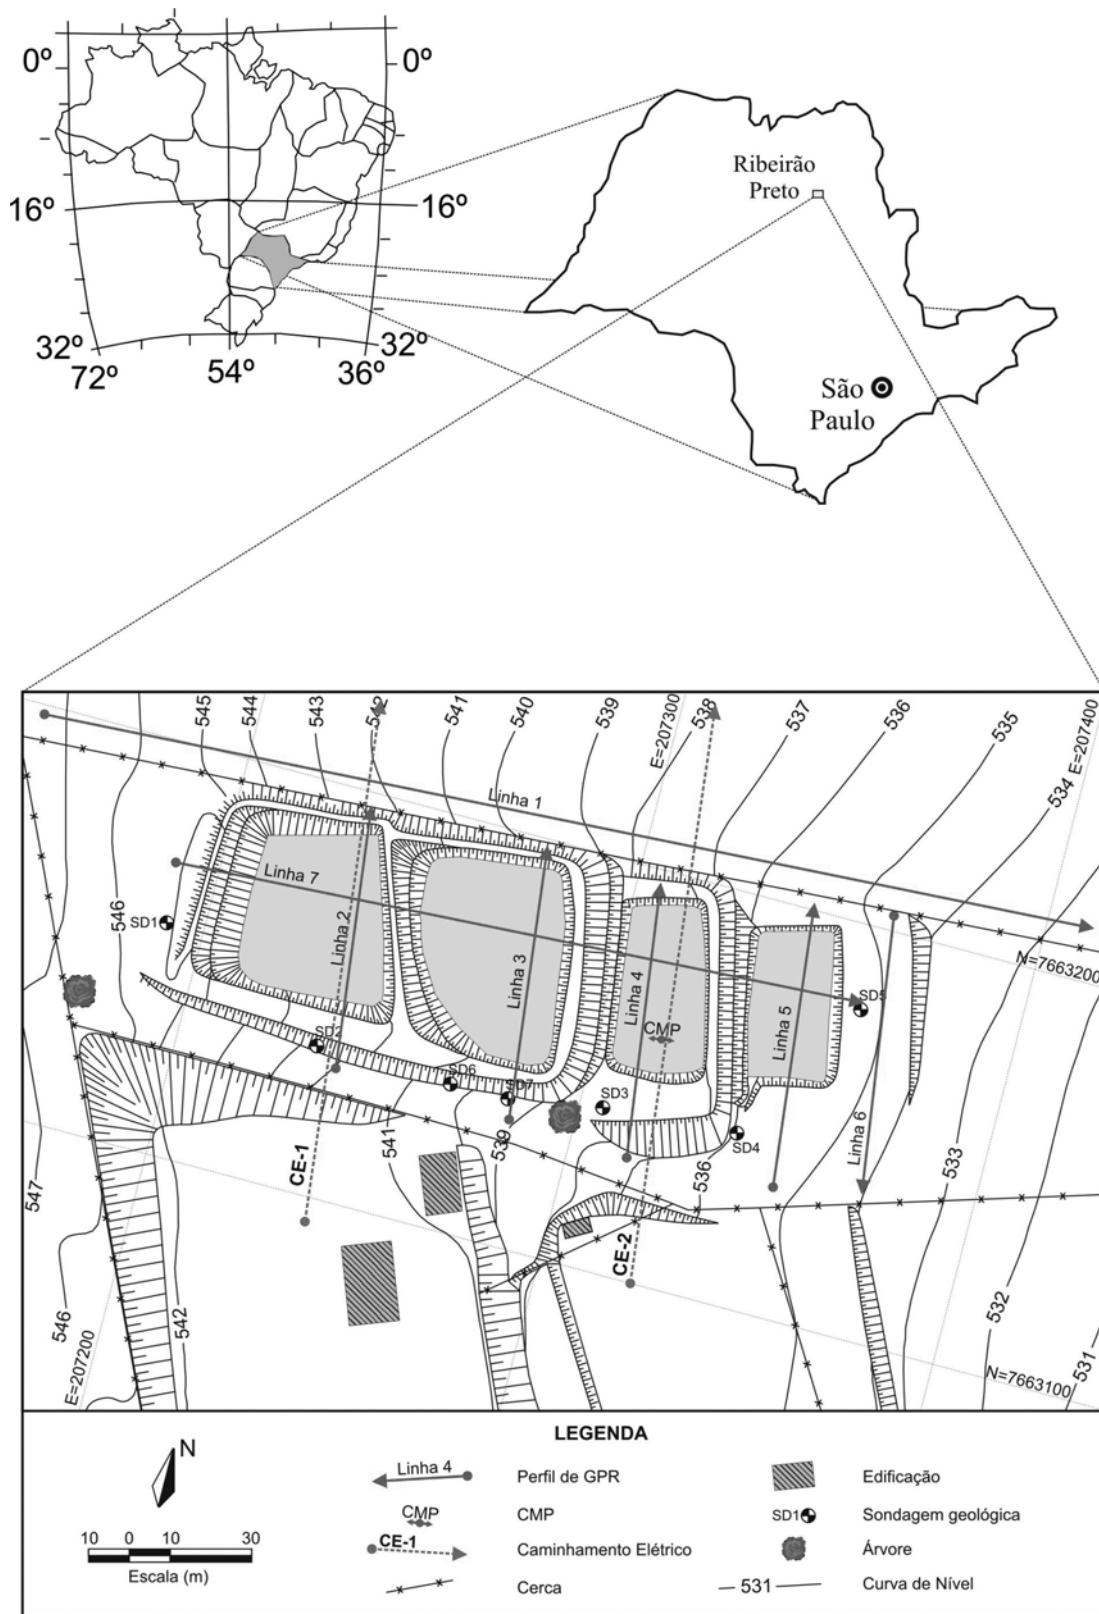 0º
0º
16º
16º
32º
32º
72º
54º
36º
Ribeirão
Preto
São
Paulo
545
544
543
542
541
540
539
E=207300
538
537
536
535
534
E=207400
Linha 1
Linha 7
Linha 2
Linha 3
Linha 4
Linha 5
Linha 6
546
SD1
SD2
SD6
SD7
SD3
SD4
SD5
CMP
N=7663200
547
546
E=207200
542
541
539
536
533
532
531
CE-1
CE-2
N=7663100
LEGENDA
N
10 0 10 30
Escala (m)
Linha 4
Perfil de GPR
CMP
CMP
CE-1
Caminhamento Elétrico
Cerca
Edificação
SD1
Sondagem geológica
Árvore
531
Curva de Nível